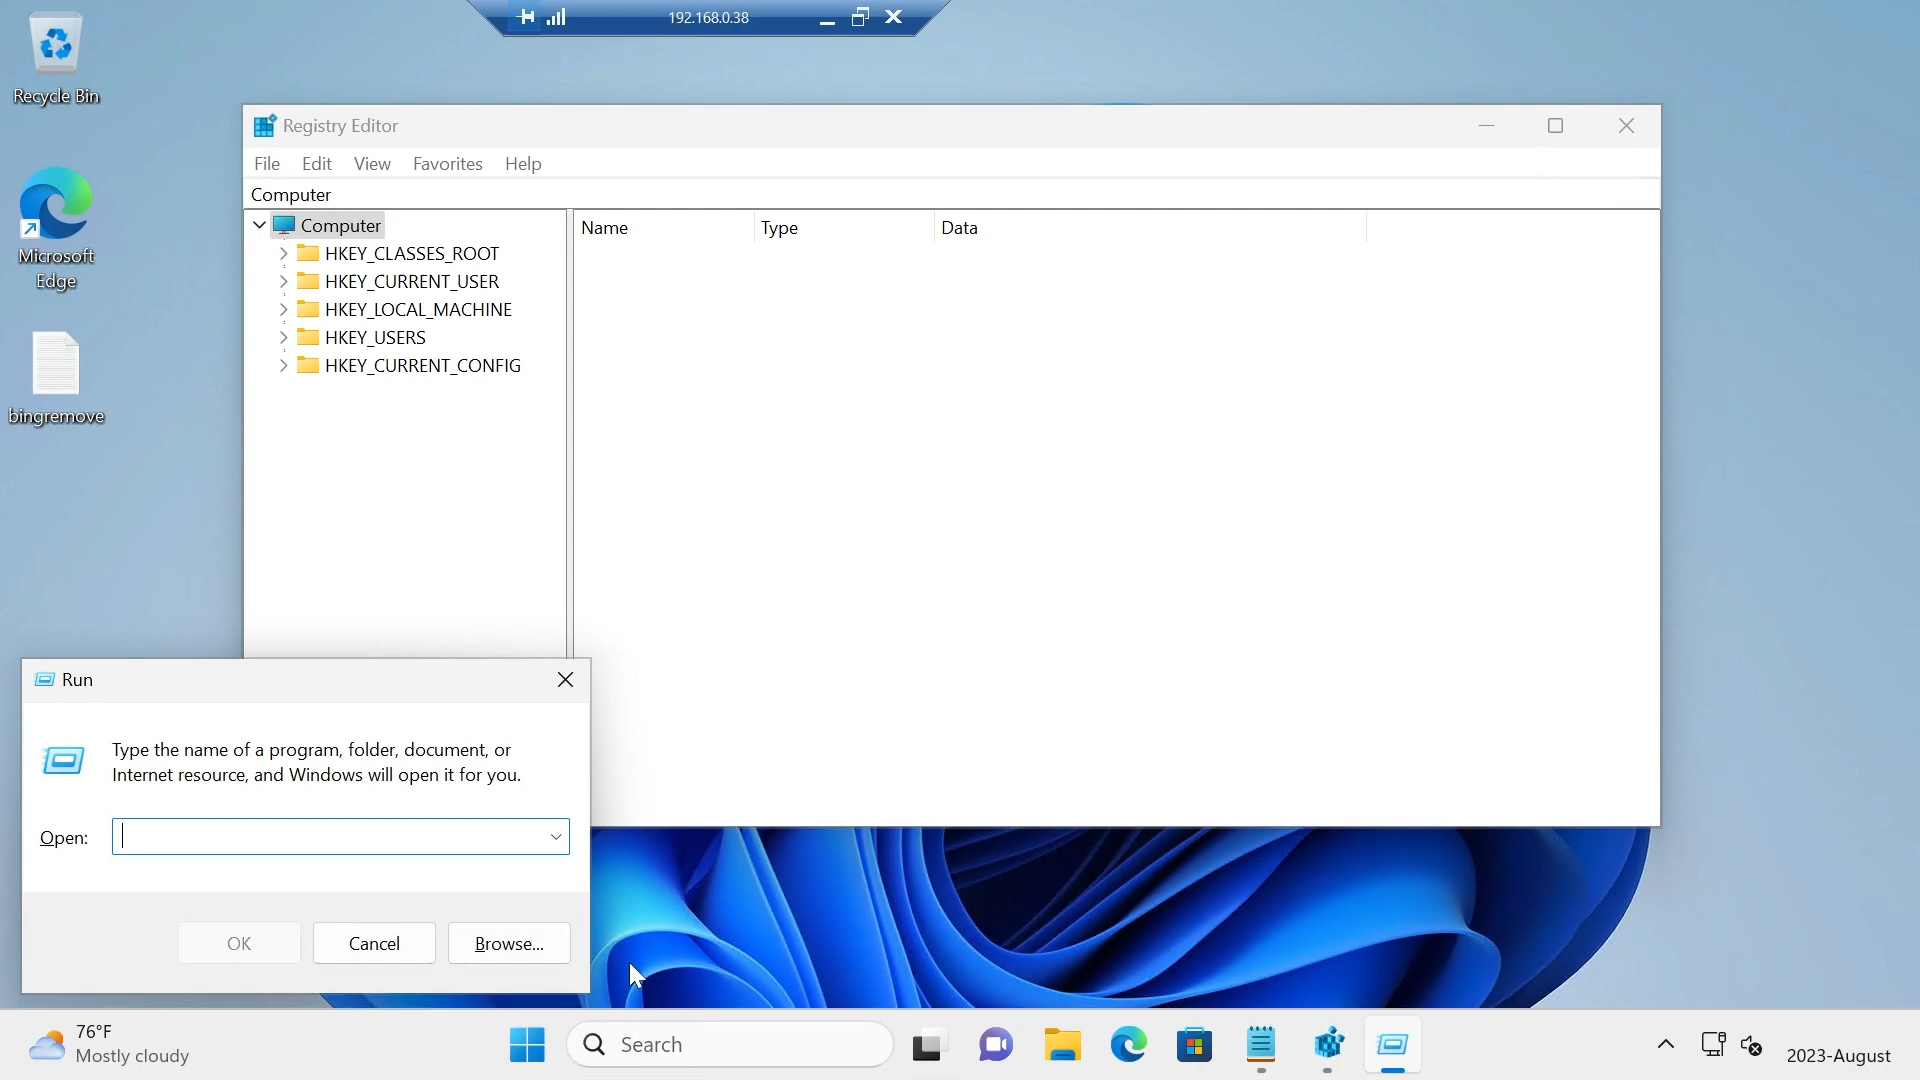 192.168.0.38
Recycle Bin
Microsoft
Edge
bingremove
Registry Editor
File Edit View Favorites Help
Computer
Computer
HKEY_CLASSES_ROOT
HKEY_CURRENT_USER
HKEY_LOCAL_MACHINE
HKEY_USERS
HKEY_CURRENT_CONFIG
Name Type Data
Run
Type the name of a program, folder, document, or
Internet resource, and Windows will open it for you.
Open:
OK Cancel Browse...
76°F
Mostly cloudy
Search
2023-August